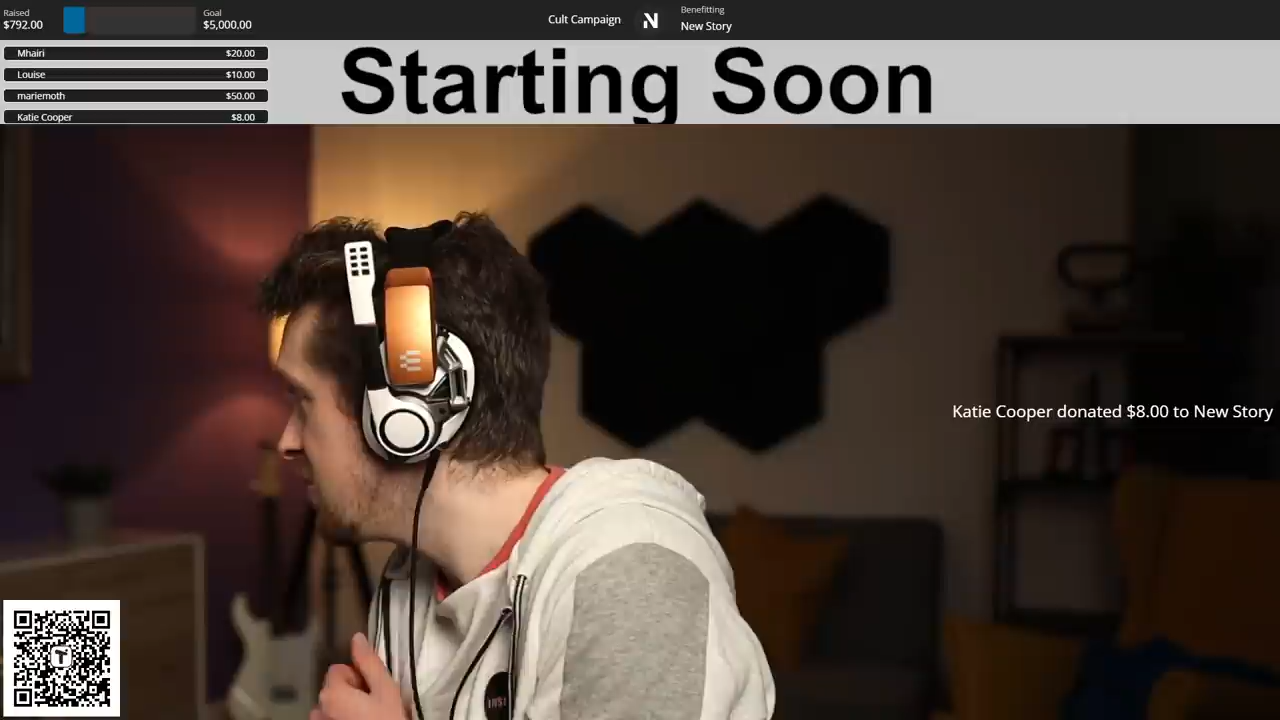 Raised
$792.00
Goal
$5,000.00
Cult Campaign
N
Benefitting
New Story
Mhairi $20.00
Louise $10.00
mariemoth $50.00
Katie Cooper $8.00
Starting Soon
Katie Cooper donated $8.00 to New Story